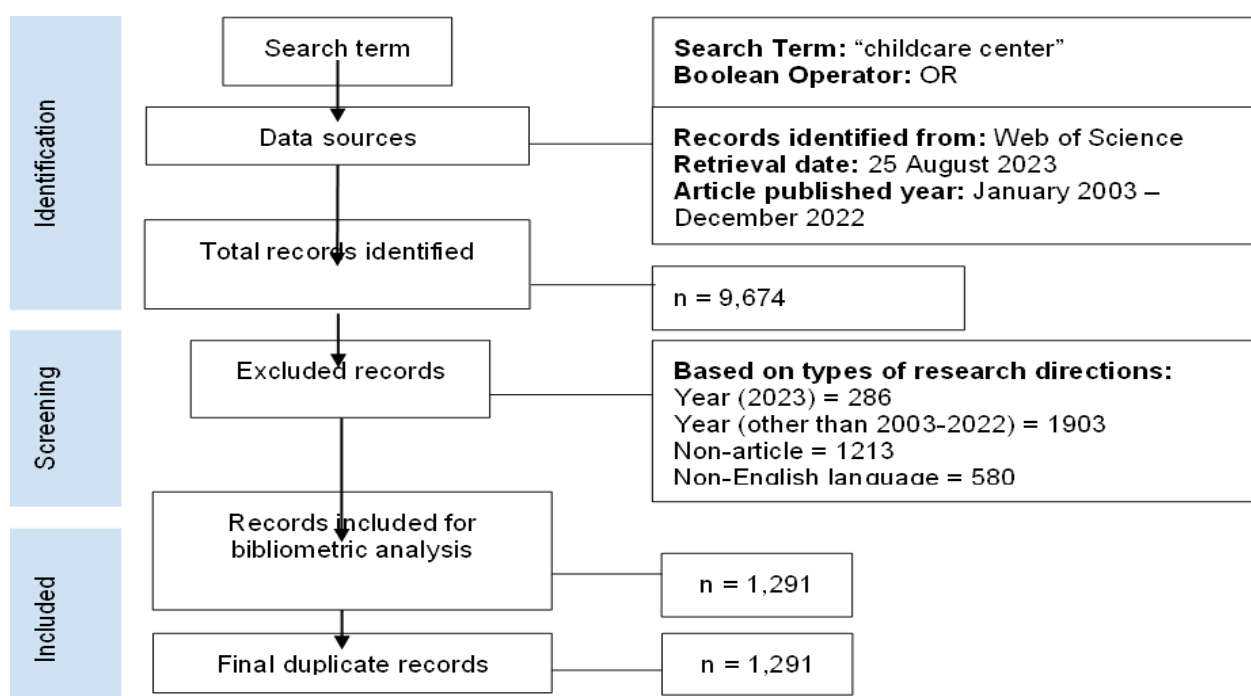 Identification
Search term
Search Term: “childcare center”
Boolean Operator: OR
Data sources
Records identified from: Web of Science
Retrieval date: 25 August 2023
Article published year: January 2003 –
December 2022
Total records identified
n = 9,674
Screening
Excluded records
Based on types of research directions:
Year (2023) = 286
Year (other than 2003-2022) = 1903
Non-article = 1213
Non-English language = 580
Included
Records included for
bibliometric analysis
n = 1,291
Final duplicate records
n = 1,291